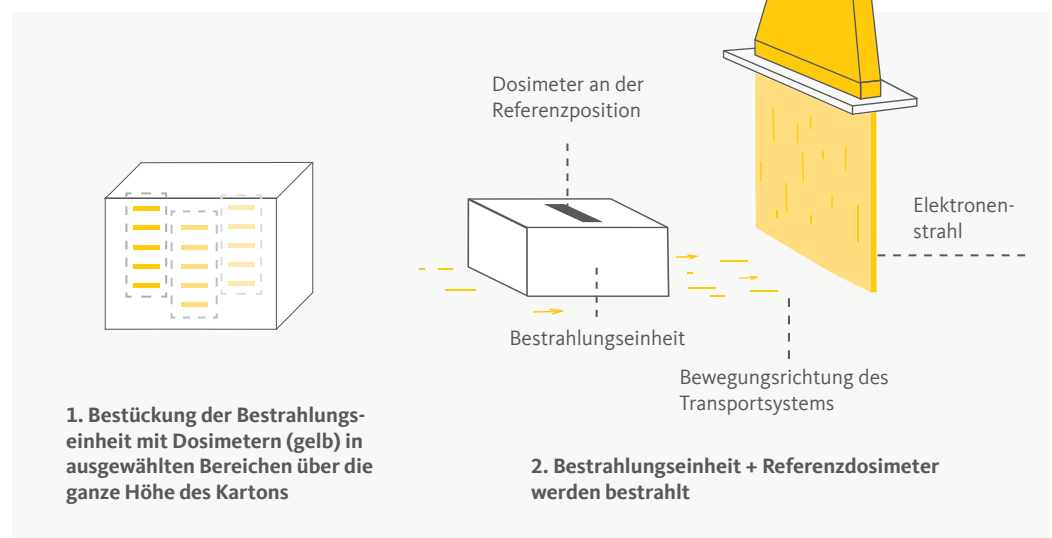 Dosimeter an der
Referenzposition
Elektronen-
strahl
Bestrahlungseinheit
Bewegungsrichtung des
Transportsystems
1. Bestückung der Bestrahlungs-
einheit mit Dosimetern (gelb) in
ausgewählten Bereichen über die
ganze Höhe des Kartons
2. Bestrahlungseinheit + Referenzdosimeter
werden bestrahlt